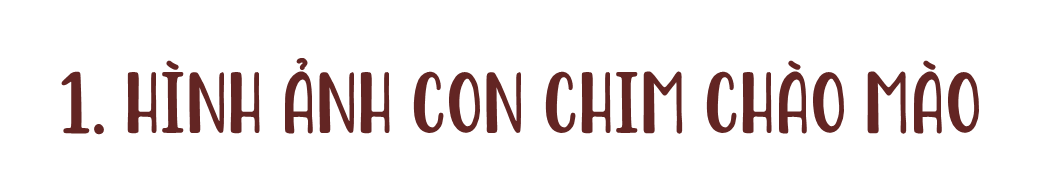 1. HÌNH ẢNH CON CHIM CHÀO MÀO